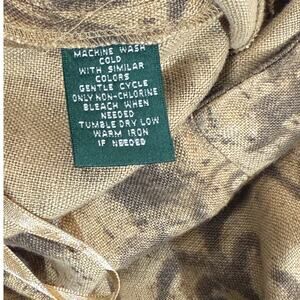 MACHINE WASH
COLD
WITH SIMILAR
COLORS
GENTLE CYCLE
ONLY NON-CHLORINE
BLEACH WHEN
NEEDED
TUMBLE DRY LOW
WARM IRON
IF NEEDED